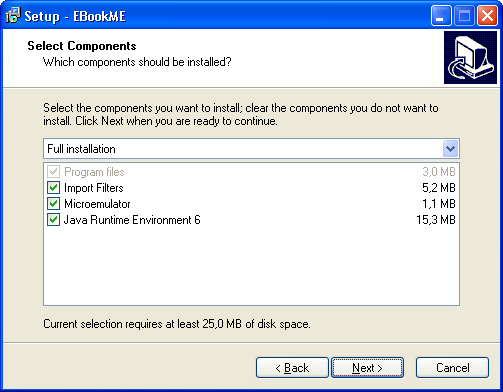 Setup - EBookME
Select Components
Which components should be installed?
Select the components you want to install; clear the components you do not want to
install. Click Next when you are ready to continue.
Full installation
Program files 3,0 MB
Import Filters 5,2 MB
Microemulator 1,1 MB
Java Runtime Environment 6 15,3 MB
Current selection requires at least 25,0 MB of disk space.
< Back Next > Cancel